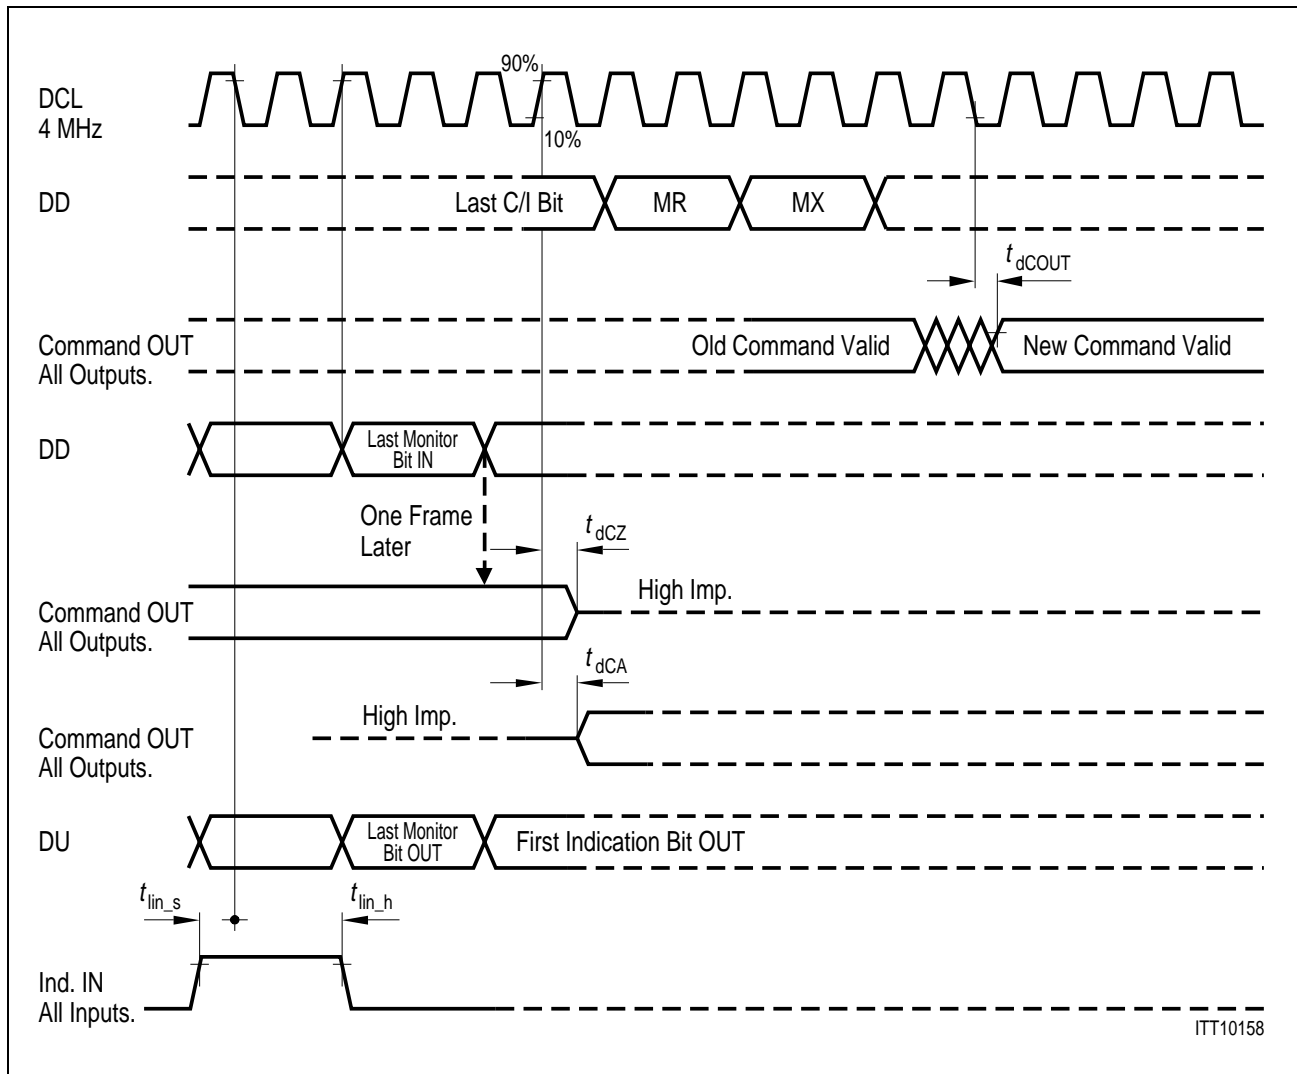 90%
DCL
4 MHz
10%
DD
Last C/I Bit
MR
MX
t dCOUT
Command OUT
All Outputs.
Old Command Valid
New Command Valid
DD
Last Monitor
Bit IN
One Frame
Later
t dCZ
Command OUT
All Outputs.
High Imp.
t dCA
High Imp.
Command OUT
All Outputs.
DU
Last Monitor
Bit OUT
First Indication Bit OUT
t Iin_s
t Iin_h
Ind. IN
All Inputs.
ITT10158